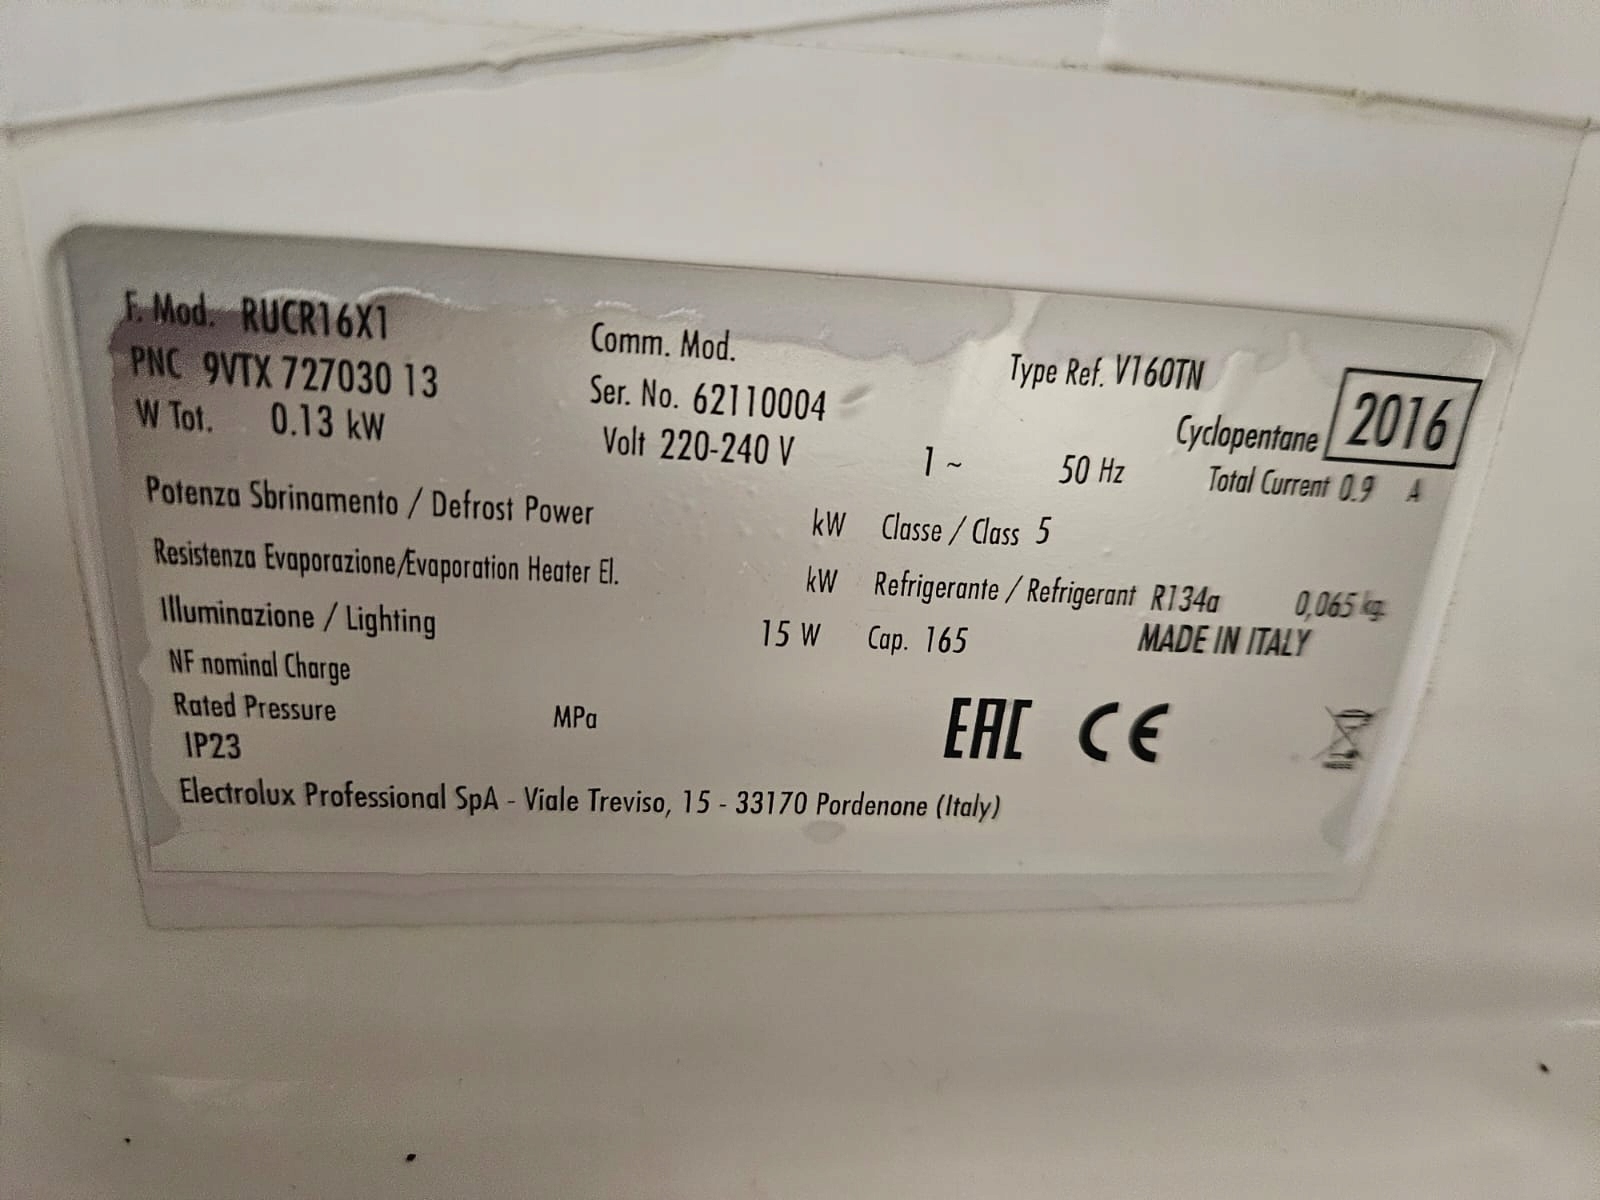 F. Mod. RUCR16X1 Comm. Mod. Type Ref. V160TN
PNC 9VTX 727030 13 Ser. No. 62110004 Cyclopentane 2016
W Tot. 0.13 kW Volt 220-240 V 1 ~ 50 Hz Total Current 0.9 A
Potenza Sbrinamento / Defrost Power kW Classe / Class 5
Resistenza Evaporazione/Evaporation Heater El. kW Refrigerante / Refrigerant R134a 0,065 kg.
Illuminazione / Lighting 15 W Cap. 165 MADE IN ITALY
NF nominal Charge
Rated Pressure MPa
IP23 EAC CE
Electrolux Professional SpA - Viale Treviso, 15 - 33170 Pordenone (Italy)